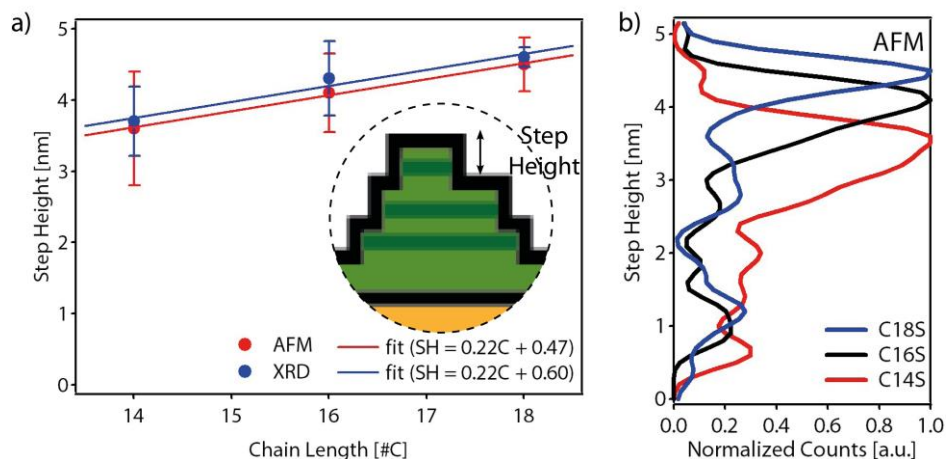 a)
Step Height [nm]
5
4
3
2
1
0
14
15
16
17
18
Chain Length [#C]
Step
Height
AFM
XRD
fit (SH = 0.22C + 0.47)
fit (SH = 0.22C + 0.60)
b)
AFM
Step Height [nm]
5
4
3
2
1
0
0.0
0.2
0.4
0.6
0.8
1.0
Normalized Counts [a.u.]
C18S
C16S
C14S